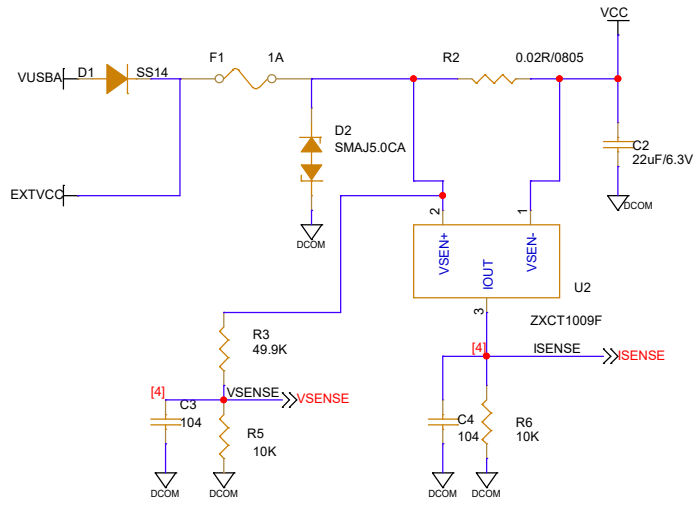 VCC
F1 1A R2 0.02R/0805
VUSBA D1 SS14
D2
SMAJ5.0CA
C2
22uF/6.3V
EXTVCC
DCOM
DCOM
2 1
VSEN+ VSEN-
IOUT
U2
3
ZXCT1009F
R3
49.9K
[4] ISENSE ISENSE
[4] VSENSE VSENSE
C3
104
R5
10K
C4
104
R6
10K
DCOM DCOM DCOM DCOM